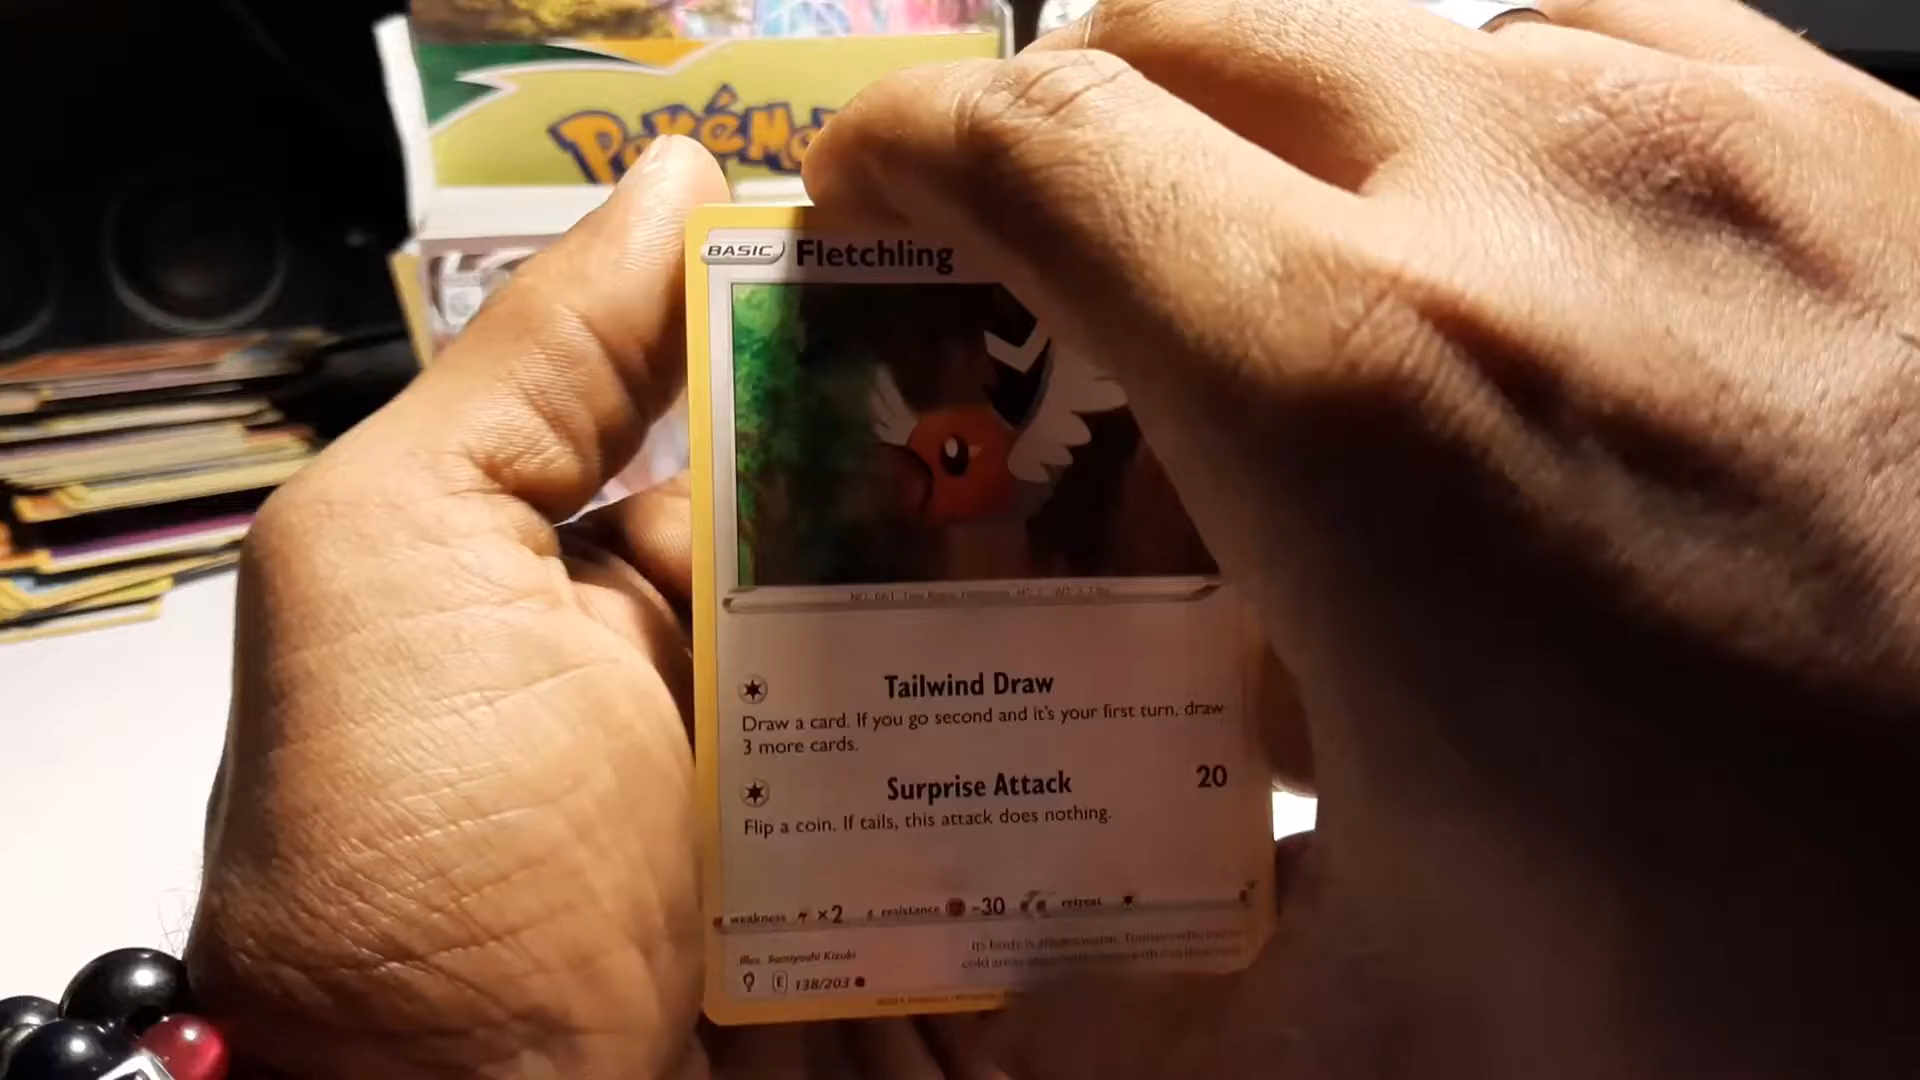 Pokémo
BASIC Fletchling
Tailwind Draw
Draw a card. If you go second and it's your first turn, draw
3 more cards.
Surprise Attack 20
Flip a coin. If tails, this attack does nothing.
weakness ×2 resistance -30 retreat
Illus. Sumiyoshi Kizuki
E 138/203